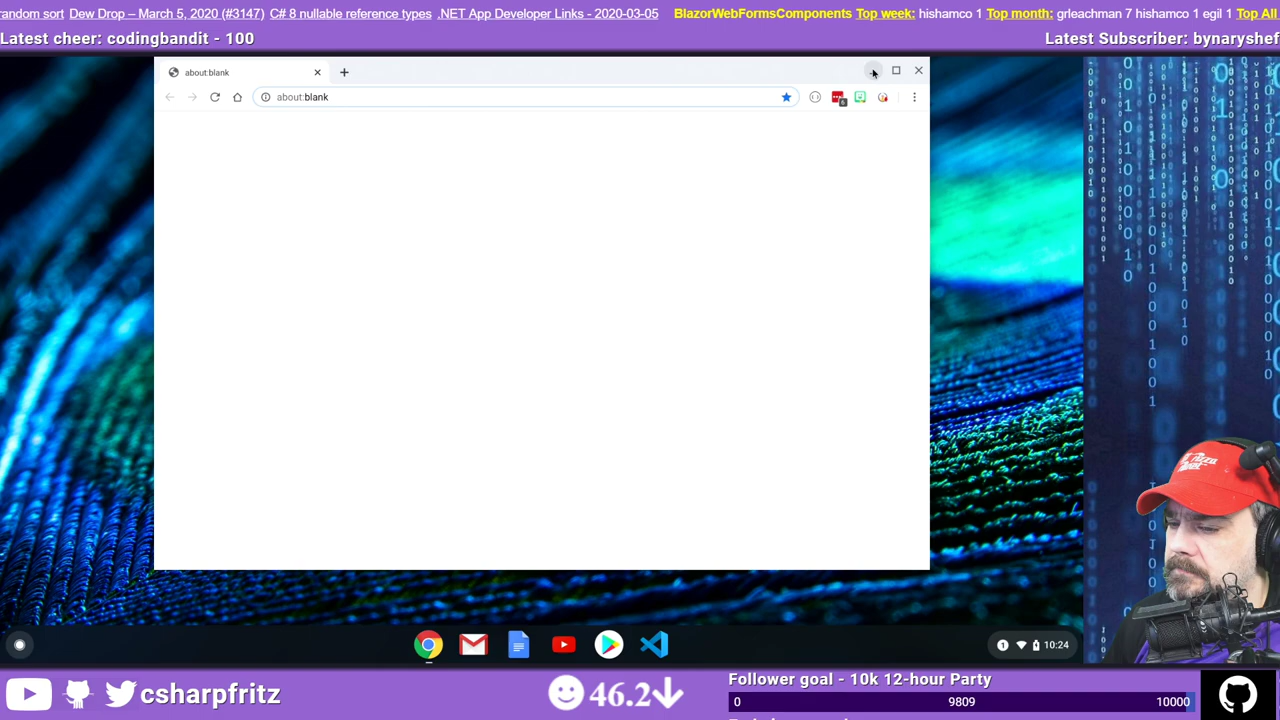 random sort Dew Drop – March 5, 2020 (#3147) C# 8 nullable reference types .NET App Developer Links - 2020-03-05 BlazorWebFormsComponents Top week: hishamco 1 Top month: grleachman 7 hishamco 1 egil 1 Top All
Latest cheer: codingbandit - 100
Latest Subscriber: bynaryshef
about:blank
about:blank
6
1 10:24
csharpfritz
46.2
Follower goal - 10k 12-hour Party
0 9809 10000